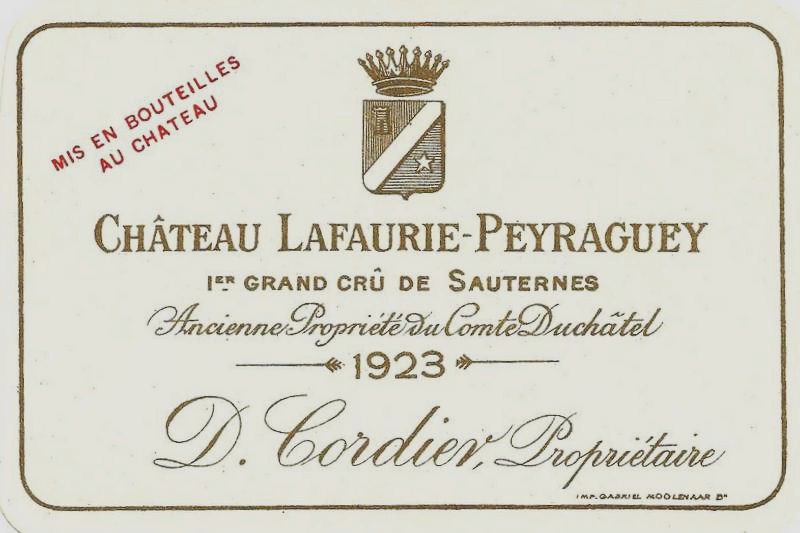 MIS EN BOUTEILLES
AU CHATEAU
CHÂTEAU LAFAURIE-PEYRAGUEY
1ER GRAND CRÛ DE SAUTERNES
Ancienne Propriété du Comte Duchâtel
1923
D. Cordier, Propriétaire
IMP. GABRIEL MOOLENAAR Bx